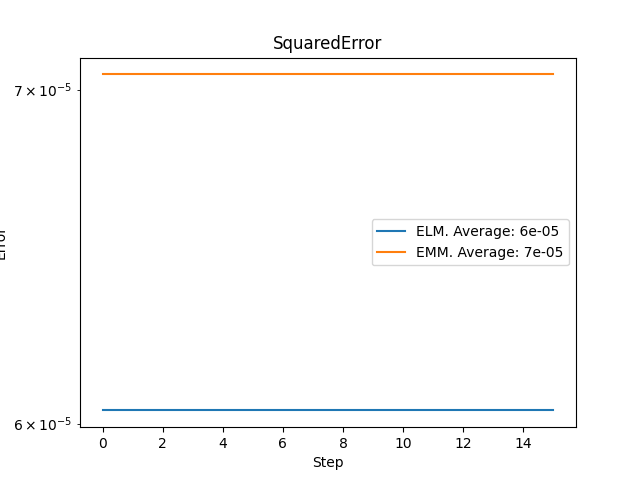 SquaredError
7 × 10⁻⁵
Error
ELM. Average: 6e-05
EMM. Average: 7e-05
6 × 10⁻⁵
0 2 4 6 8 10 12 14
Step